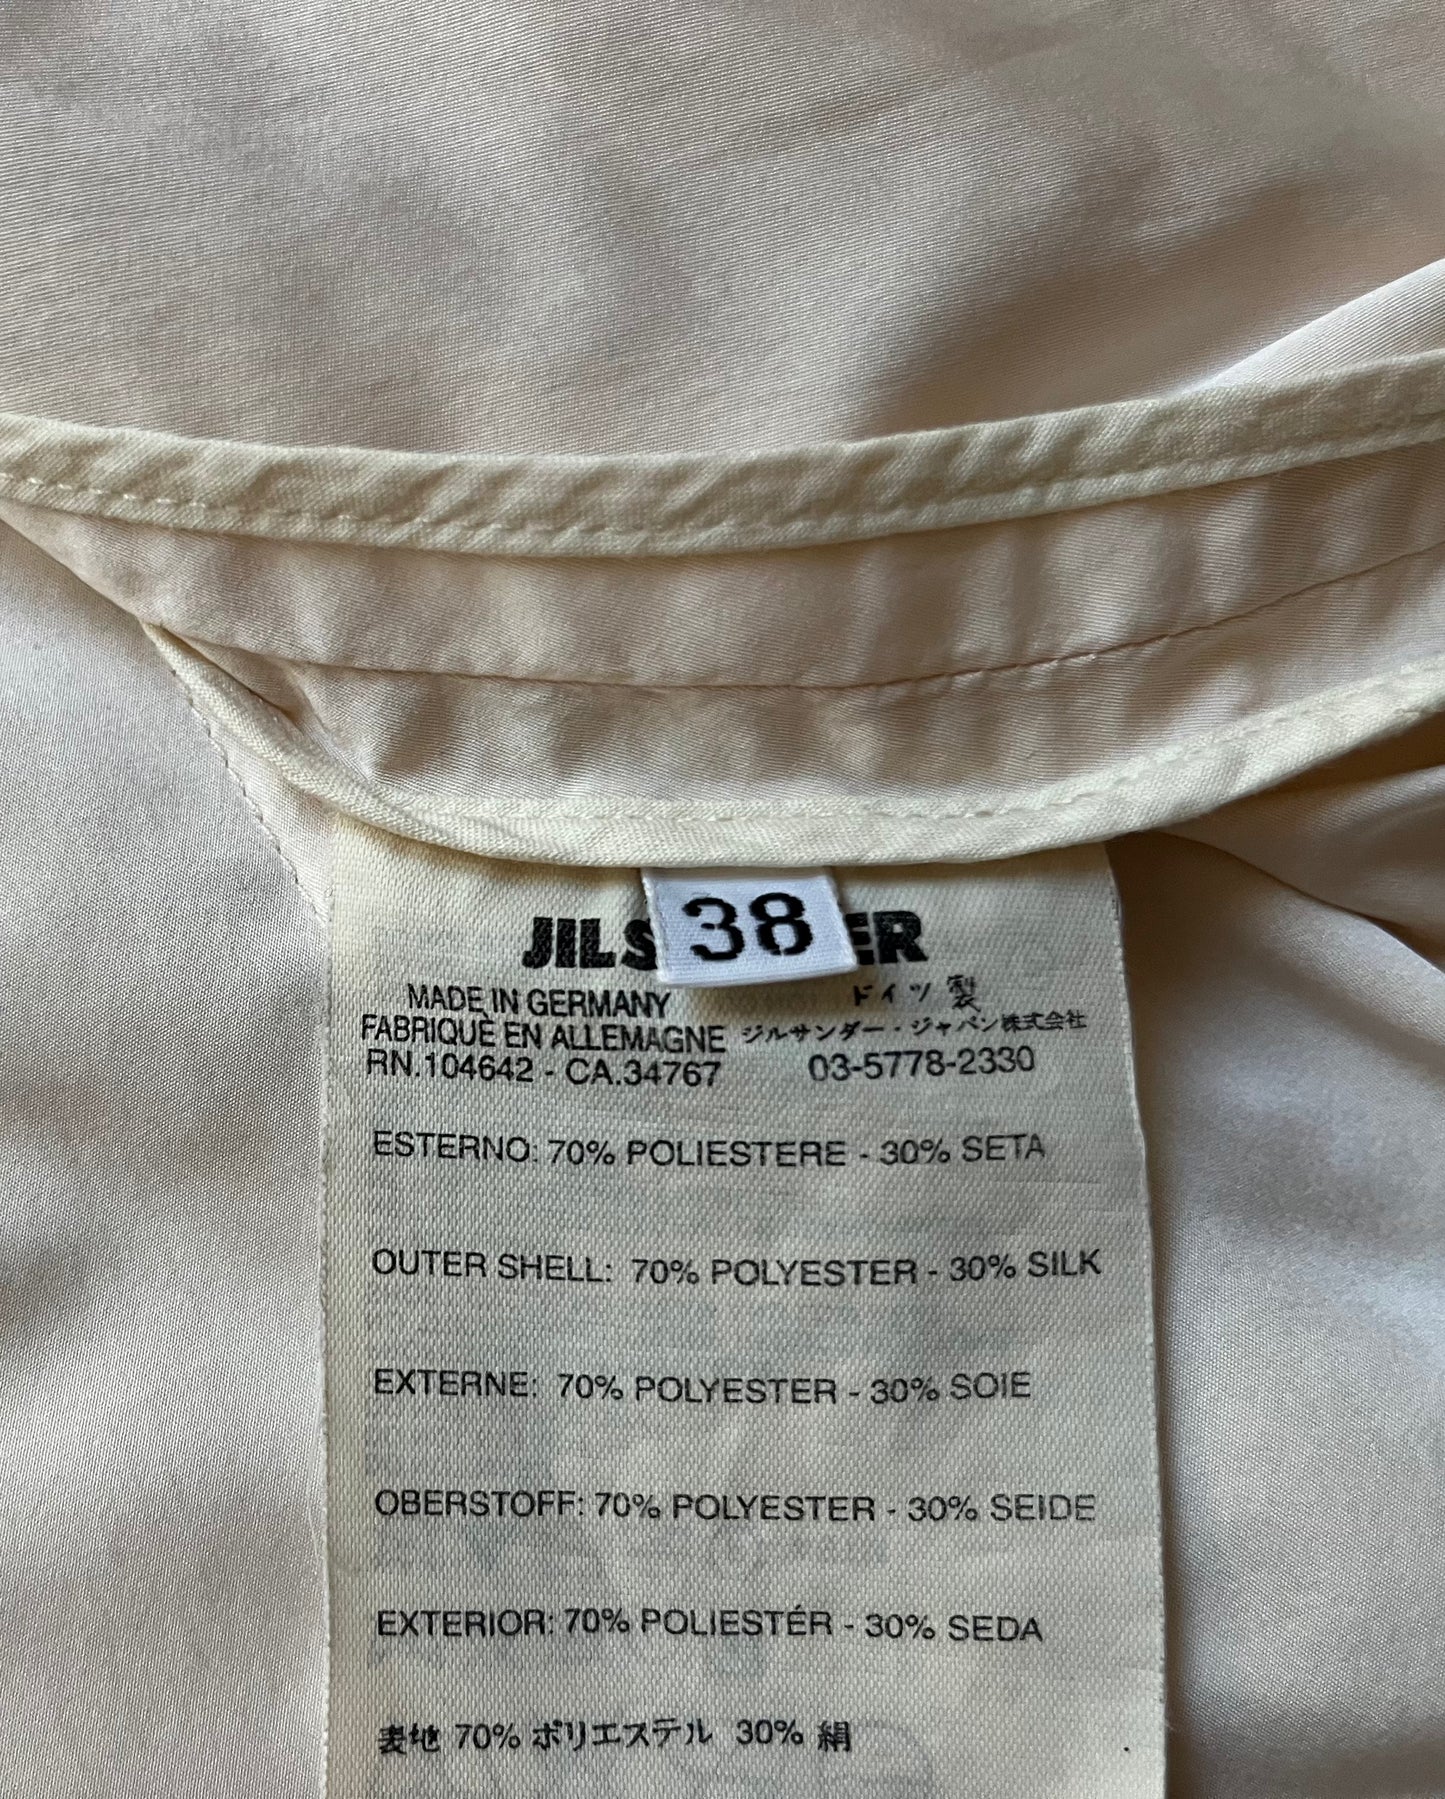 38
JIL S ER
MADE IN GERMANY ドイツ製
FABRIQUÈ EN ALLEMAGNE ジルサンダー・ジャパン株式会社
RN.104642 - CA.34767 03-5778-2330
ESTERNO: 70% POLIESTERE - 30% SETA
OUTER SHELL: 70% POLYESTER - 30% SILK
EXTERNE: 70% POLYESTER - 30% SOIE
OBERSTOFF: 70% POLYESTER - 30% SEIDE
EXTERIOR: 70% POLIESTÉR - 30% SEDA
表地 70% ポリエステル 30% 絹